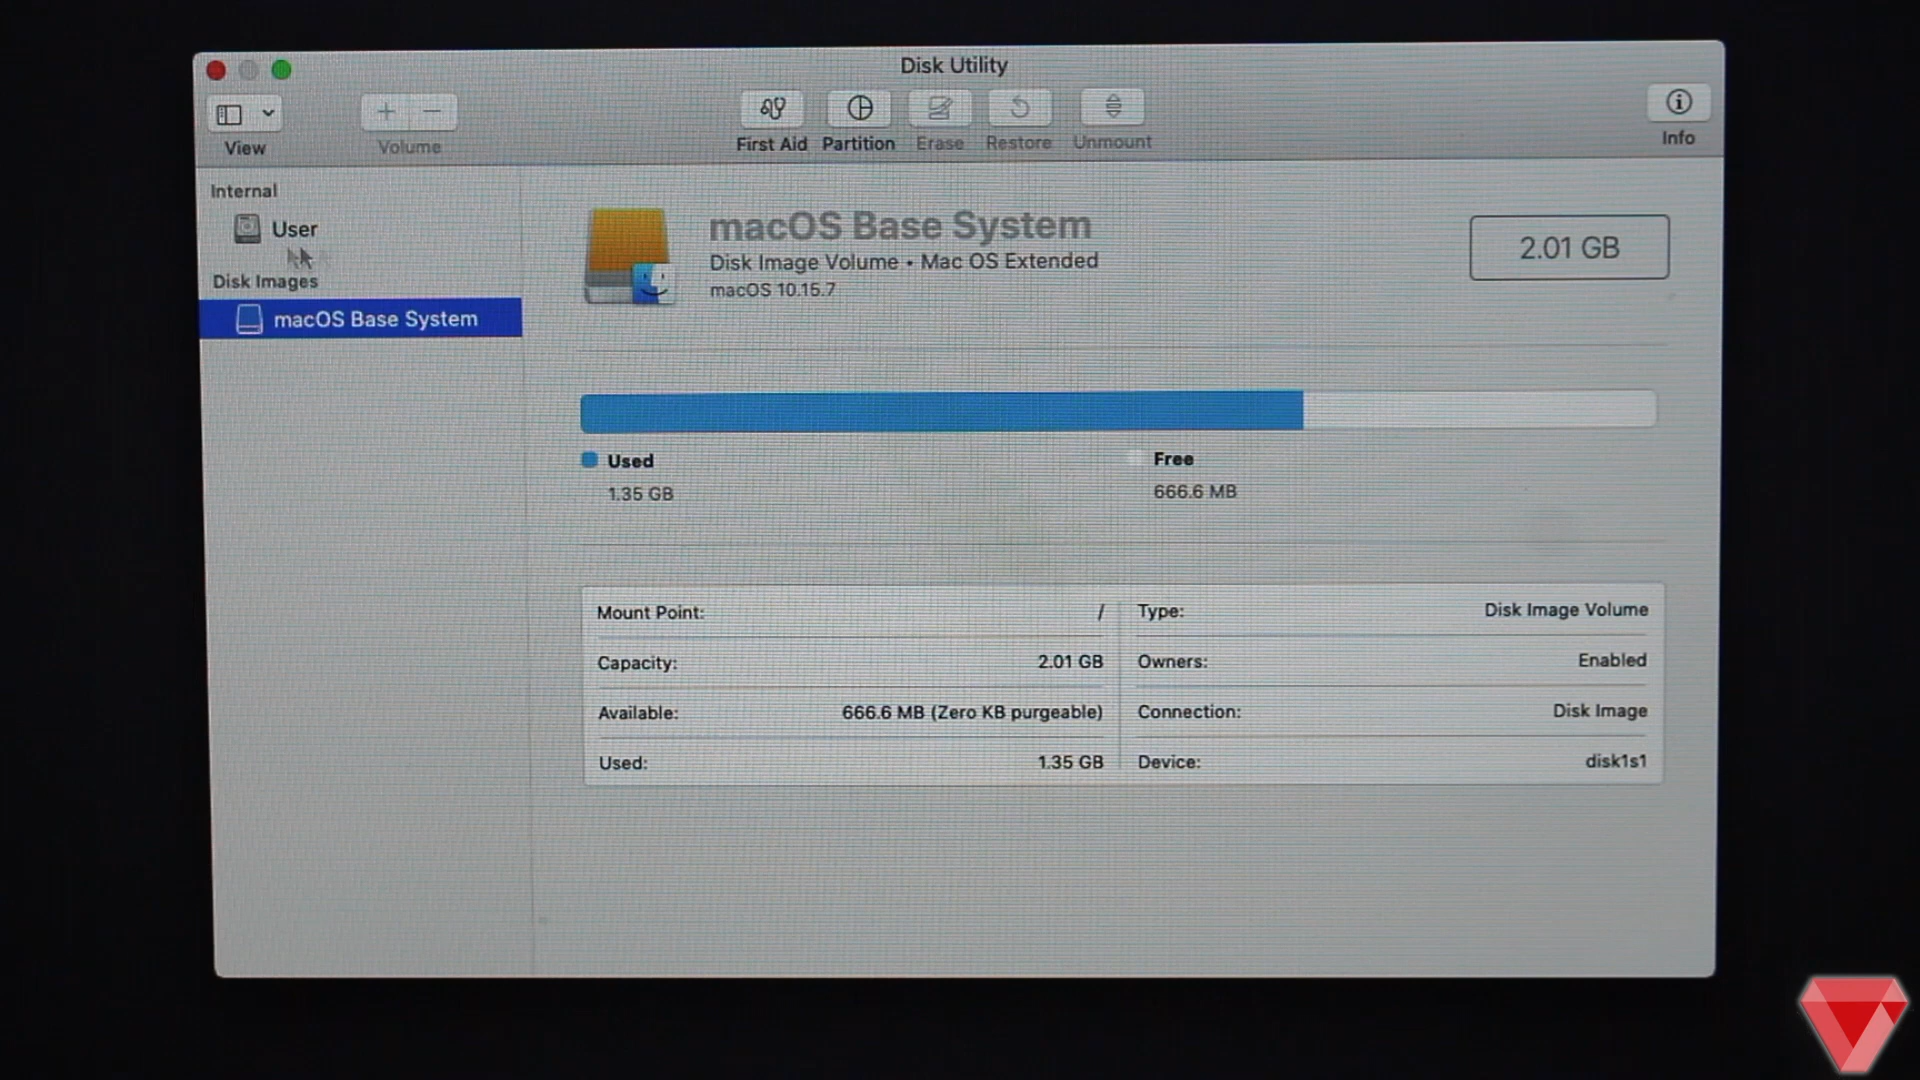 Disk Utility
View
Volume
First Aid
Partition
Erase
Restore
Unmount
Info
Internal
User
Disk Images
macOS Base System
macOS Base System
Disk Image Volume • Mac OS Extended
macOS 10.15.7
2.01 GB
Used
1.35 GB
Free
666.6 MB
Mount Point: /
Capacity: 2.01 GB
Available: 666.6 MB (Zero KB purgeable)
Used: 1.35 GB
Type: Disk Image Volume
Owners: Enabled
Connection: Disk Image
Device: disk1s1